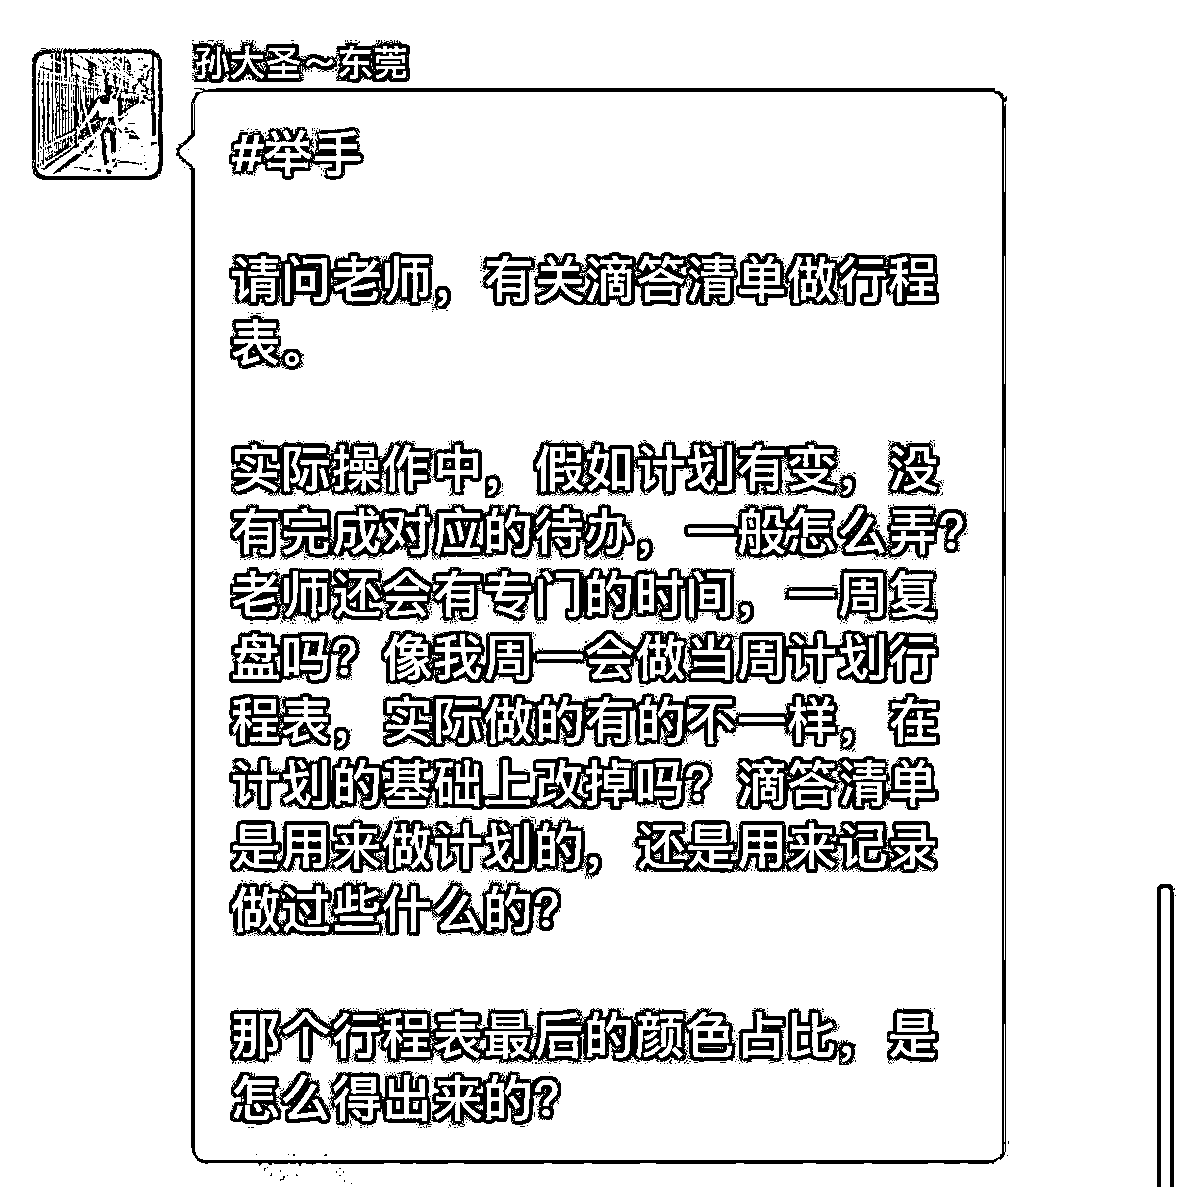 孙大圣～东莞
#举手
请问老师，有关滴答清单做行程
表。
实际操作中，假如计划有变，没
有完成对应的待办，一般怎么弄？
老师还会有专门的时间，一周复
盘吗？像我周一会做当周计划行
程表，实际做的有的不一样，在
计划的基础上改掉吗？滴答清单
是用来做计划的，还是用来记录
做过些什么的？
那个行程表最后的颜色占比，是
怎么得出来的？